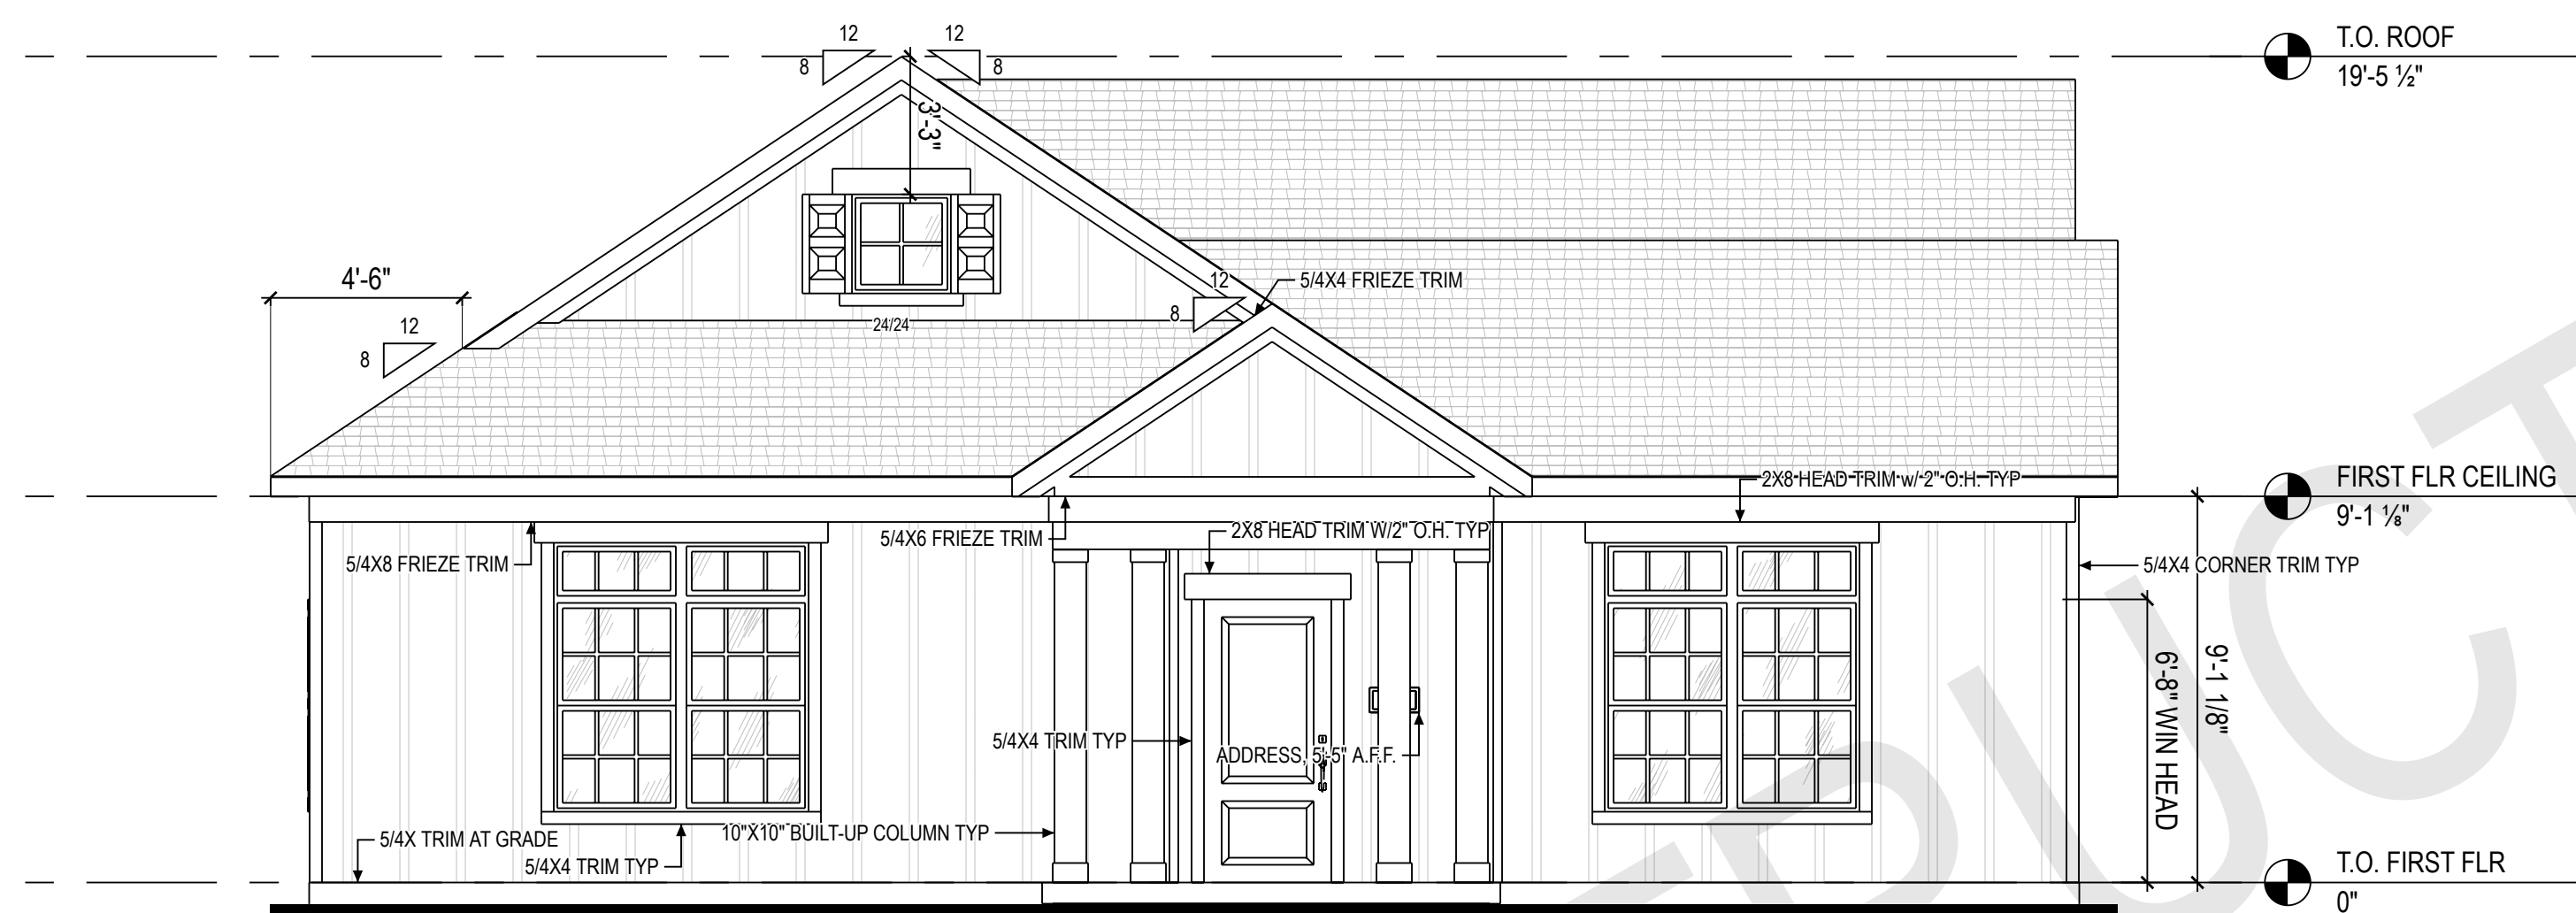 12
12
T.O. ROOF
8
8
19'-5 ½"
3'-3"
4'-6"
12
5/4X4 FRIEZE TRIM
12
8
24/24
8
2X8 HEAD TRIM w/ 2" O.H. TYP
FIRST FLR CEILING
9'-1 ⅛"
5/4X6 FRIEZE TRIM
2X8 HEAD TRIM W/2" O.H. TYP
5/4X8 FRIEZE TRIM
5/4X4 CORNER TRIM TYP
9'-1 1/8"
6'-8" WIN HEAD
5/4X4 TRIM TYP
ADDRESS, 5'-5" A.F.F.
10"X10" BUILT-UP COLUMN TYP
5/4X TRIM AT GRADE
5/4X4 TRIM TYP
T.O. FIRST FLR
0"